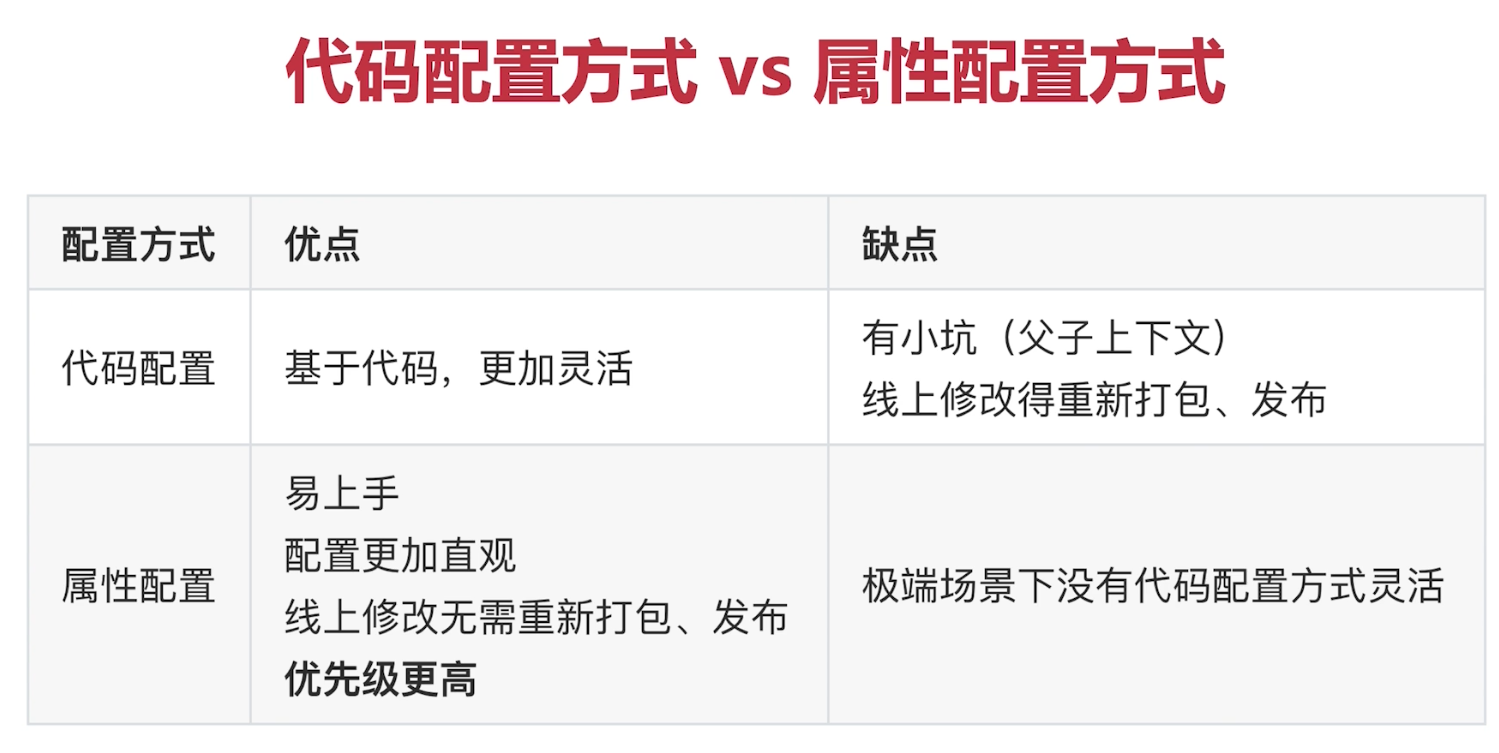 代码配置方式 vs 属性配置方式
配置方式
优点
缺点
代码配置
基于代码，更加灵活
有小坑（父子上下文）
线上修改得重新打包、发布
属性配置
易上手
配置更加直观
线上修改无需重新打包、发布
优先级更高
极端场景下没有代码配置方式灵活